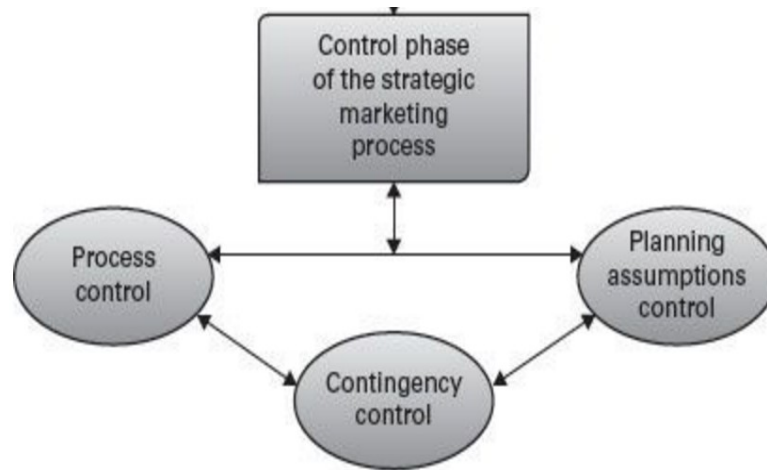 Control phase
of the strategic
marketing
process
Process
control
Planning
assumptions
control
Contingency
control